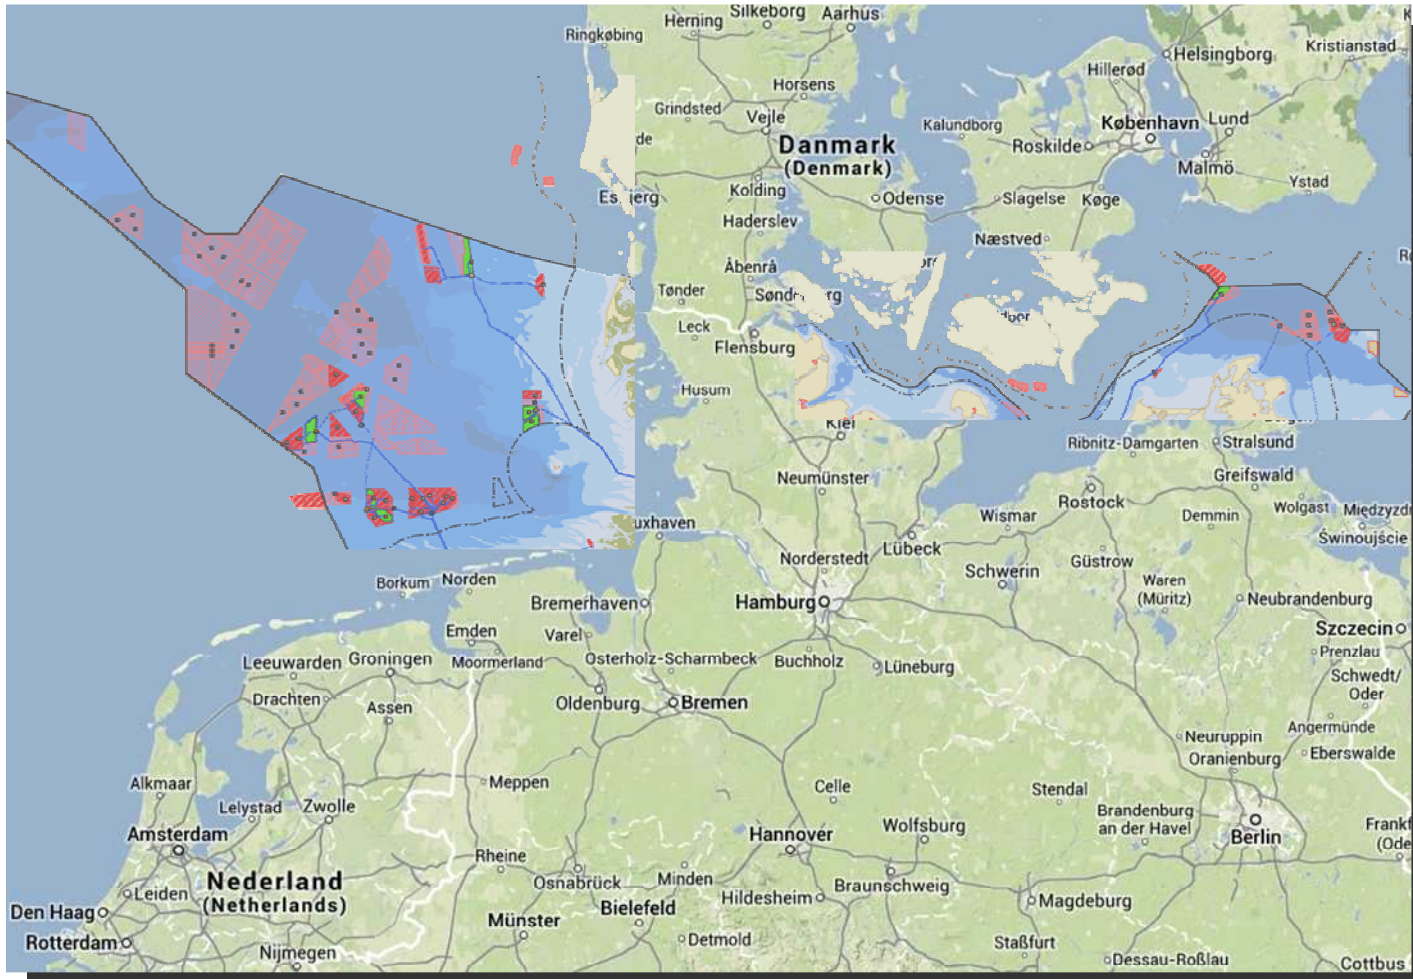 Silkeborg
Aarhus
Herning
Ringkøbing
Helsingborg
Kristianstad
Hillerød
Horsens
Grindsted
Vejle
København
Lund
Kalundborg
Roskilde
Danmark
(Denmark)
Malmö
Ystad
Kolding
Odense
Slagelse
Køge
Haderslev
Næstved
Åbenrå
Tønder
Leck
Flensburg
Husum
Kiel
Ribnitz-Damgarten
Stralsund
Neumünster
Greifswald
Rostock
Wolgast
Wismar
Demmin
uxhaven
Lübeck
Świnoujście
Norderstedt
Güstrow
Schwerin
Borkum
Norden
Waren
(Müritz)
Bremerhaven
Hamburg
Neubrandenburg
Szczecin
Emden
Varel
Prenzlau
Leeuwarden
Groningen
Moormerland
Osterholz-Scharmbeck
Buchholz
Lüneburg
Schwedt/
Oder
Drachten
Assen
Oldenburg
Bremen
Angermünde
Neuruppin
Oranienburg
Eberswalde
Alkmaar
Meppen
Celle
Stendal
Lelystad
Zwolle
Brandenburg
an der Havel
Amsterdam
Hannover
Wolfsburg
Berlin
Frankf
(Ode
Rheine
Osnabrück
Minden
Braunschweig
Nederland
(Netherlands)
Leiden
Hildesheim
Magdeburg
Den Haag
Münster
Bielefeld
Rotterdam
Nijmegen
Detmold
Staßfurt
Dessau-Roßlau
Cottbus